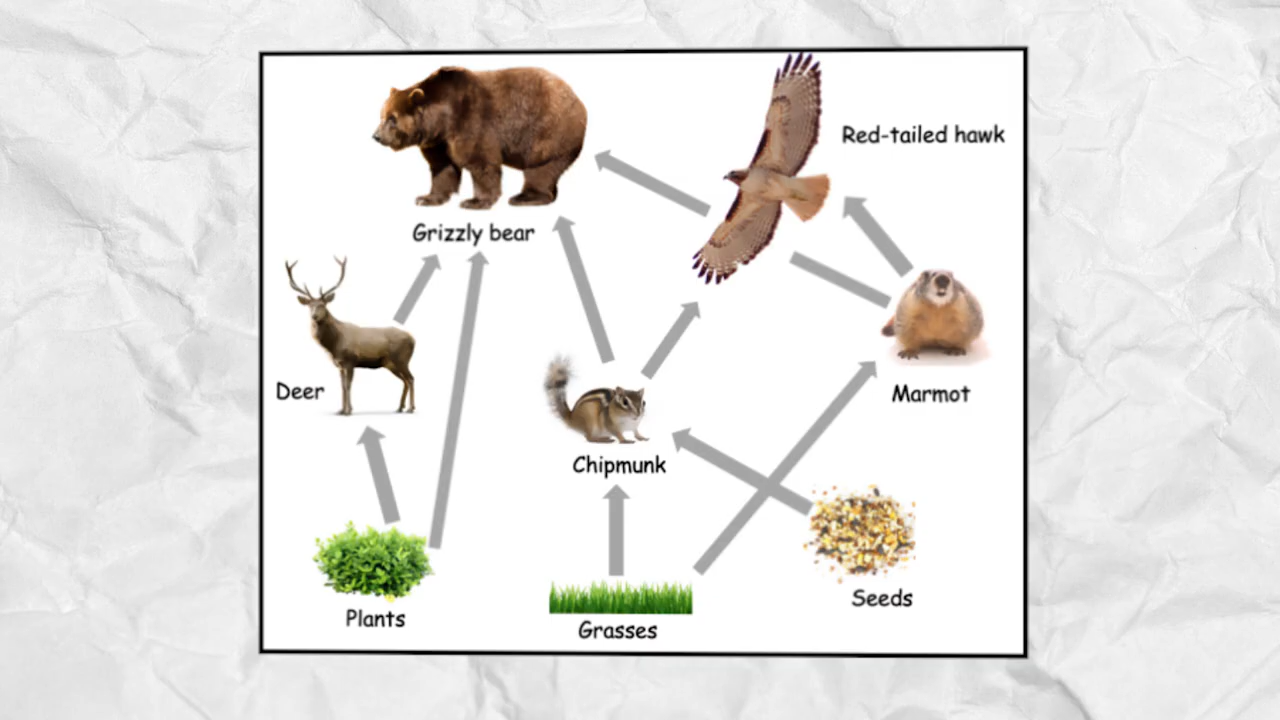 Red-tailed hawk
Grizzly bear
Deer
Marmot
Chipmunk
Seeds
Plants
Grasses